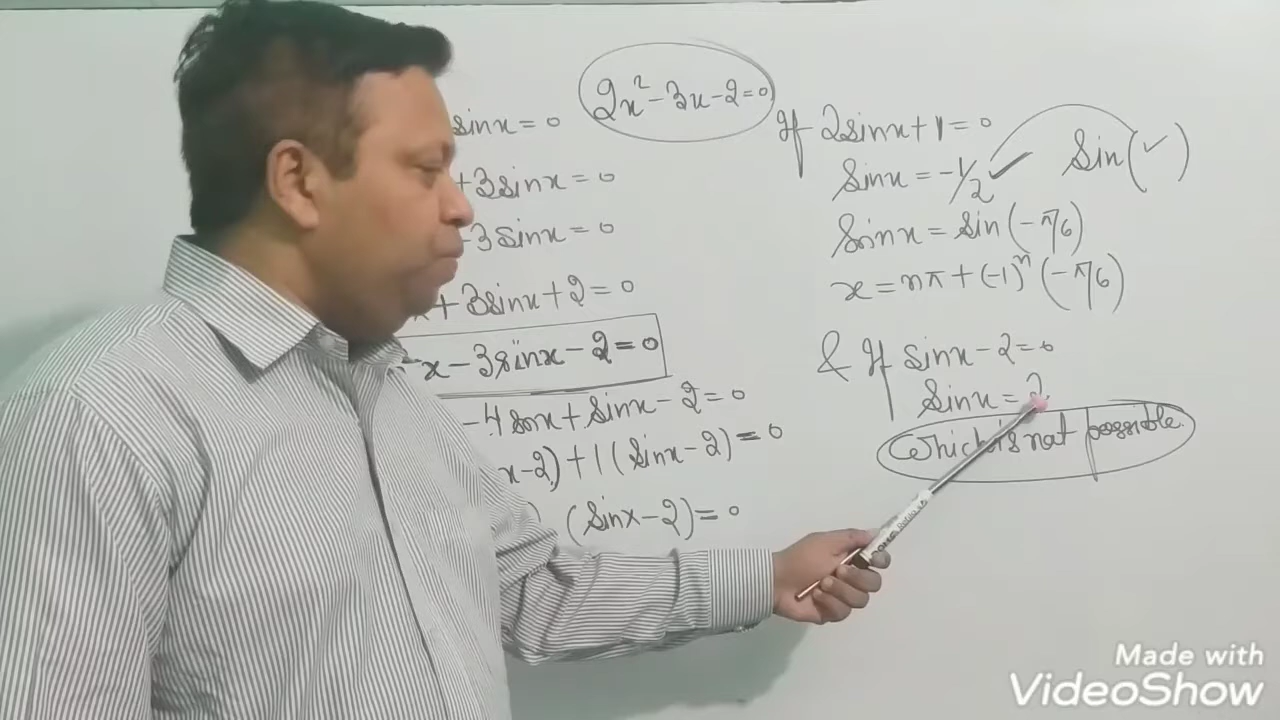 sinx = 0
+3sinx = 0
-3sinx = 0
x+3sinx+2 = 0
x-3sinx-2=0
-4sinx+sinx-2=0
x-2)+1(sinx-2)=0
) (sinx-2)=0
2x²-3x-2=0
If 2sinx+1=0
sinx = -1/2
Sin(✓)
sinx = sin(-π/6)
x = nπ+(-1)ⁿ(-π/6)
& If sinx-2=0
sinx = 2
which is not possible.
Made with
VideoShow